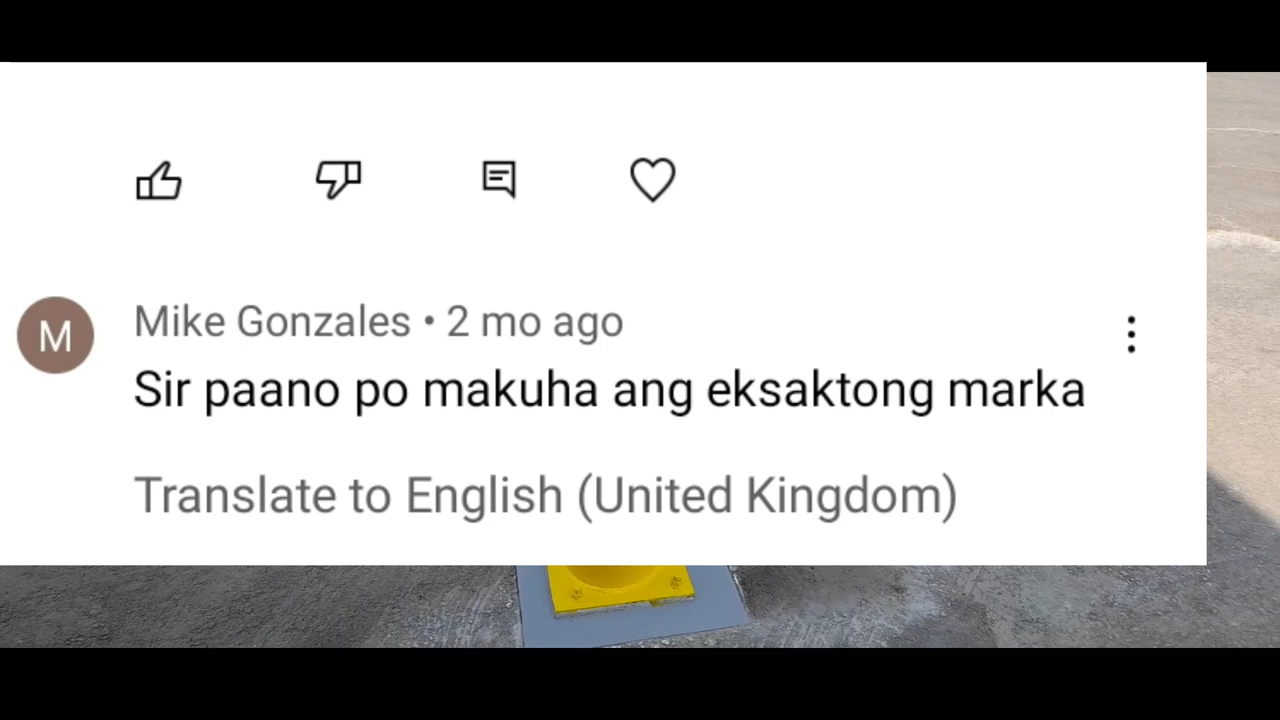 M
Mike Gonzales • 2 mo ago
Sir paano po makuha ang eksaktong marka
Translate to English (United Kingdom)